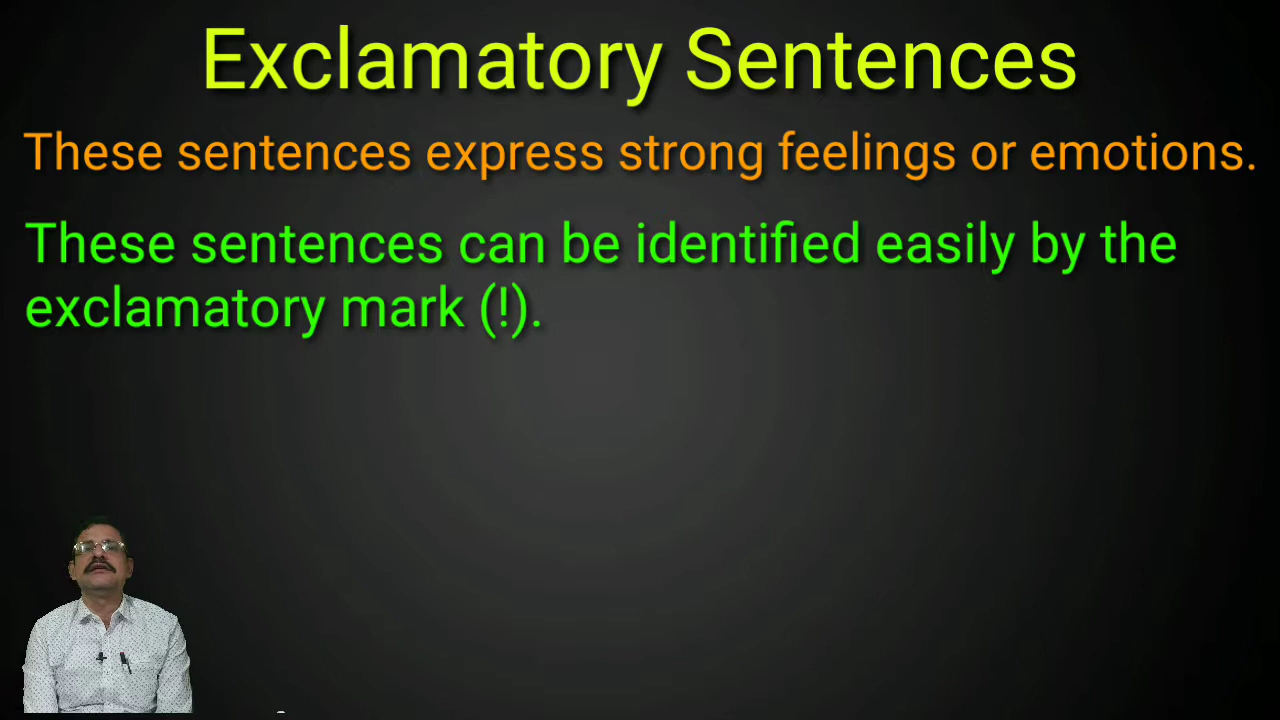 Exclamatory Sentences
These sentences express strong feelings or emotions.
These sentences can be identified easily by the
exclamatory mark (!).